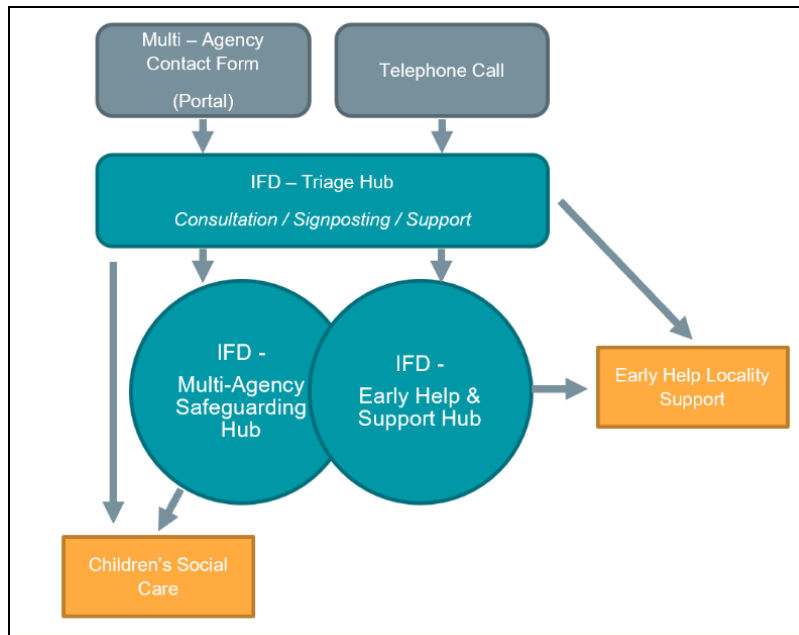 Multi – Agency
Contact Form
(Portal)
Telephone Call
IFD – Triage Hub
Consultation / Signposting / Support
IFD -
Multi-Agency
Safeguarding
Hub
IFD -
Early Help &
Support Hub
Early Help Locality
Support
Children's Social
Care